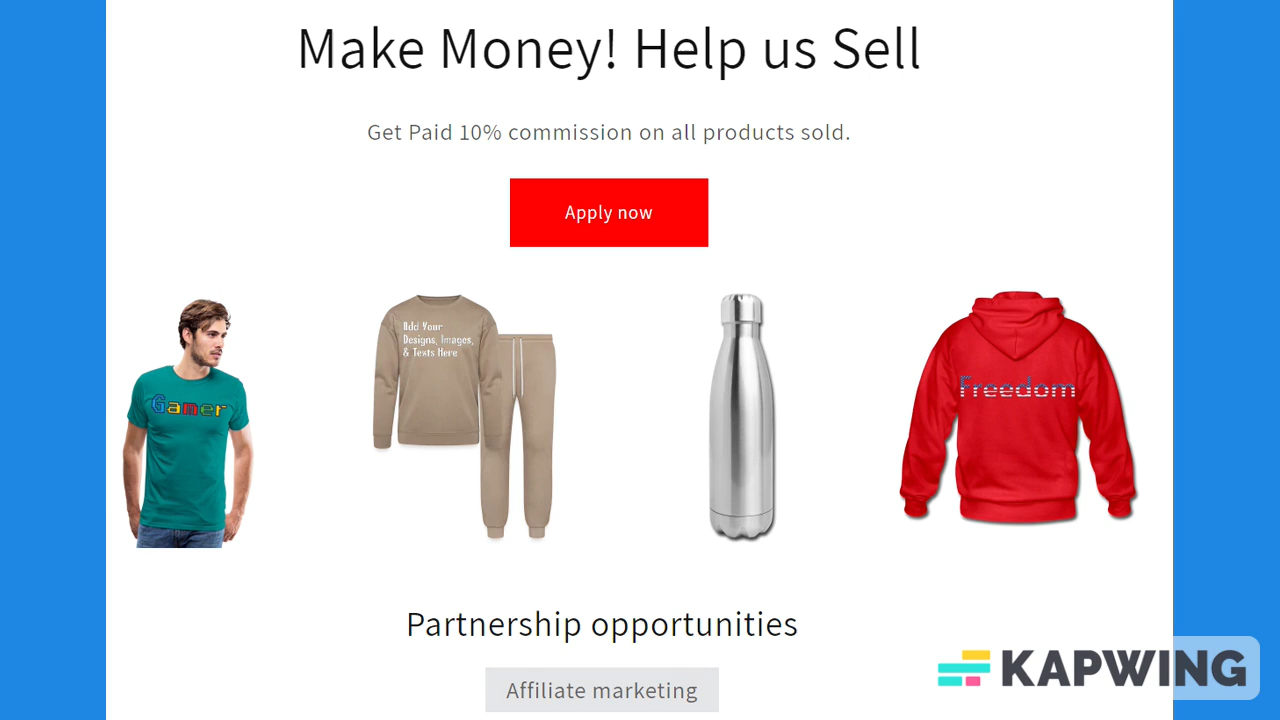 Make Money! Help us Sell
Get Paid 10% commission on all products sold.
Apply now
Gamer
Add Your
Designs, Images,
& Texts Here
Freedom
Partnership opportunities
Affiliate marketing
KAPWING